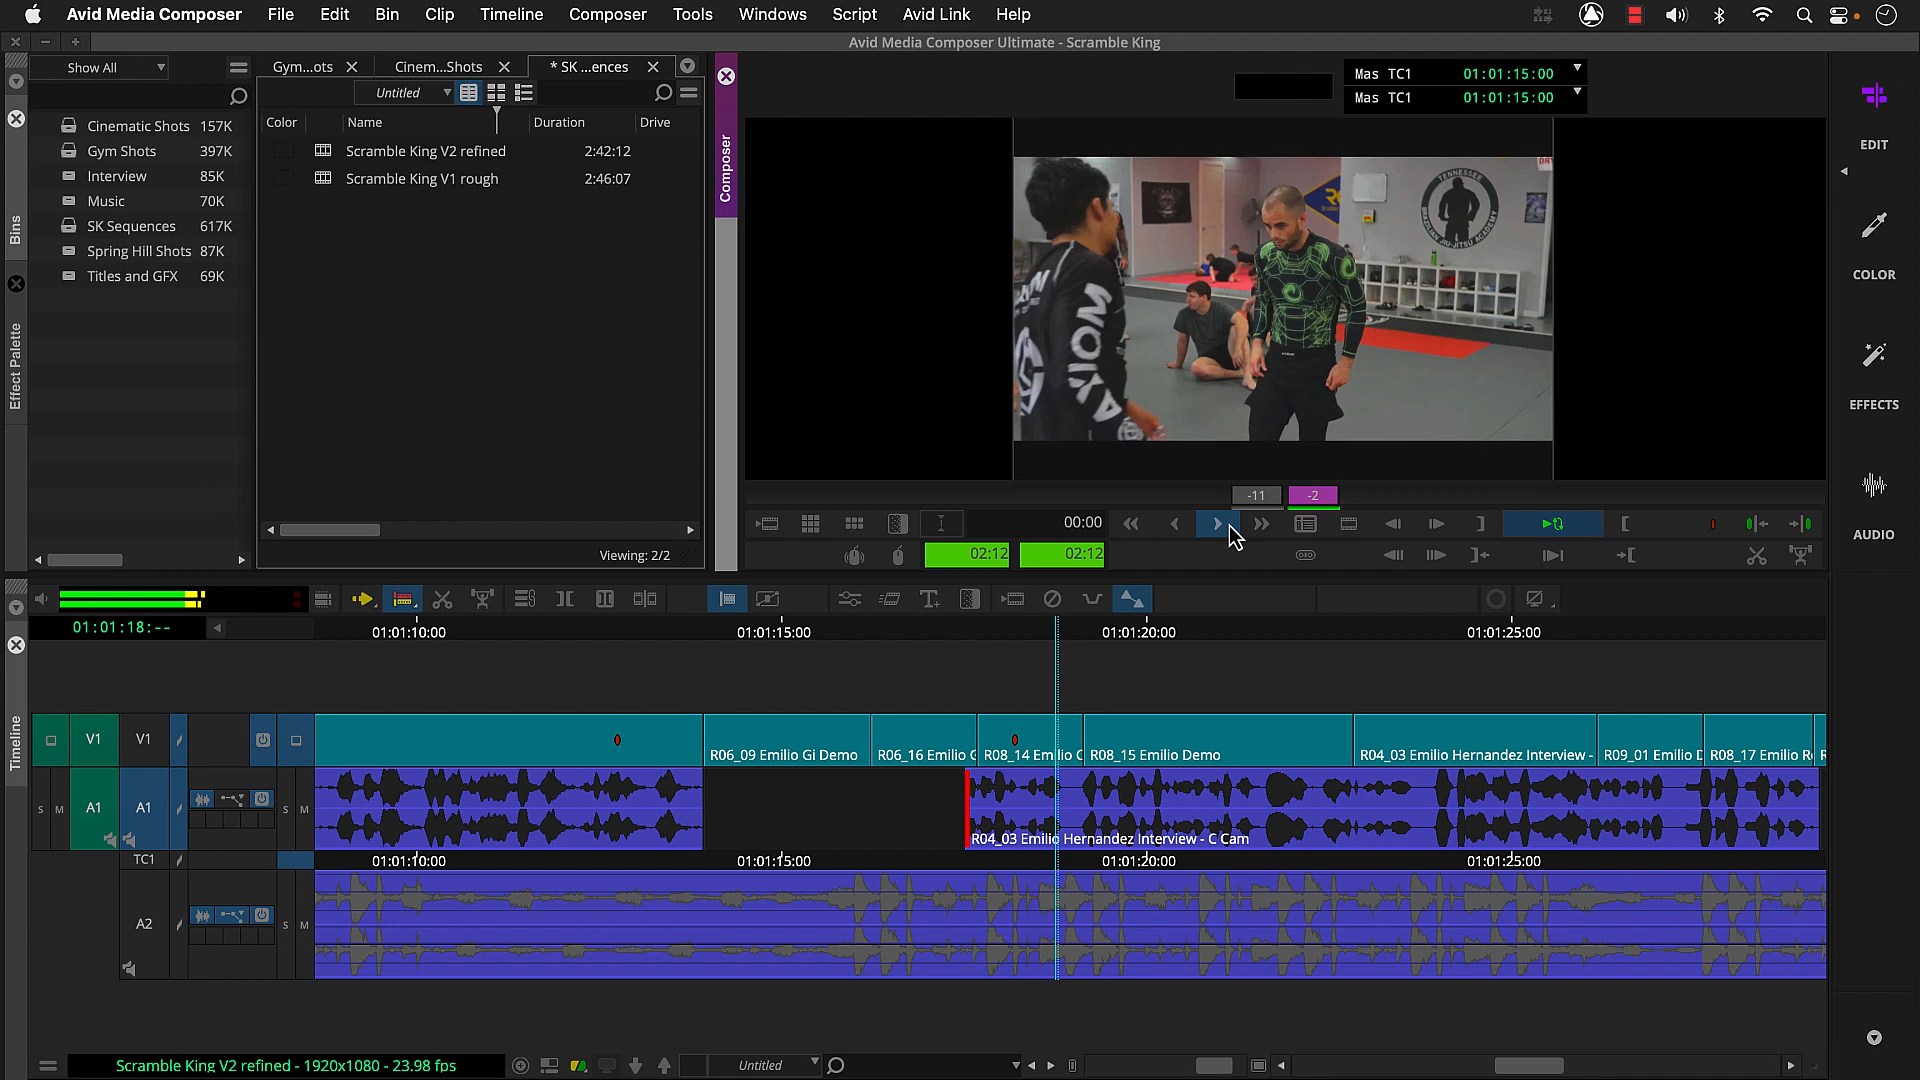 Avid Media Composer File Edit Bin Clip Timeline Composer Tools Windows Script Avid Link Help
Avid Media Composer Ultimate - Scramble King
Show All
Gym...ots
Cinem...Shots
* SK ...ences
Untitled
Color Name Duration Drive
Scramble King V2 refined 2:42:12
Scramble King V1 rough 2:46:07
Viewing: 2/2
Cinematic Shots 157K
Gym Shots 397K
Interview 85K
Music 70K
SK Sequences 617K
Spring Hill Shots 87K
Titles and GFX 69K
Bins
Effect Palette
Composer
Mas TC1 01:01:15:00
Mas TC1 01:01:15:00
TENNESSEE
BRAZILIAN JIU-JITSU ACADEMY
MOKIA
EDIT
COLOR
EFFECTS
AUDIO
-11 -2
00:00
02:12 02:12
01:01:18:--
01:01:10:00 01:01:15:00 01:01:20:00 01:01:25:00
Timeline
V1 V1
R06_09 Emilio Gi Demo
R06_16 Emilio G
R08_14 Emilio C
R08_15 Emilio Demo
R04_03 Emilio Hernandez Interview -
R09_01 Emilio D
R08_17 Emilio R
S M A1 A1 S M
R04_03 Emilio Hernandez Interview - C Cam
TC1 01:01:10:00 01:01:15:00 01:01:20:00 01:01:25:00
A2 S M
Scramble King V2 refined - 1920x1080 - 23.98 fps
Untitled